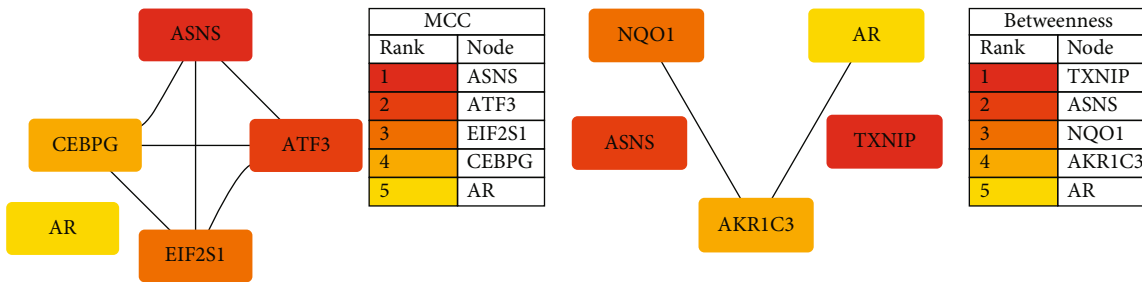 ASNS
CEBPG
ATF3
AR
EIF2S1
MCC
Rank Node
1 ASNS
2 ATF3
3 EIF2S1
4 CEBPG
5 AR
NQO1
AR
ASNS
TXNIP
AKR1C3
Betweenness
Rank Node
1 TXNIP
2 ASNS
3 NQO1
4 AKR1C3
5 AR